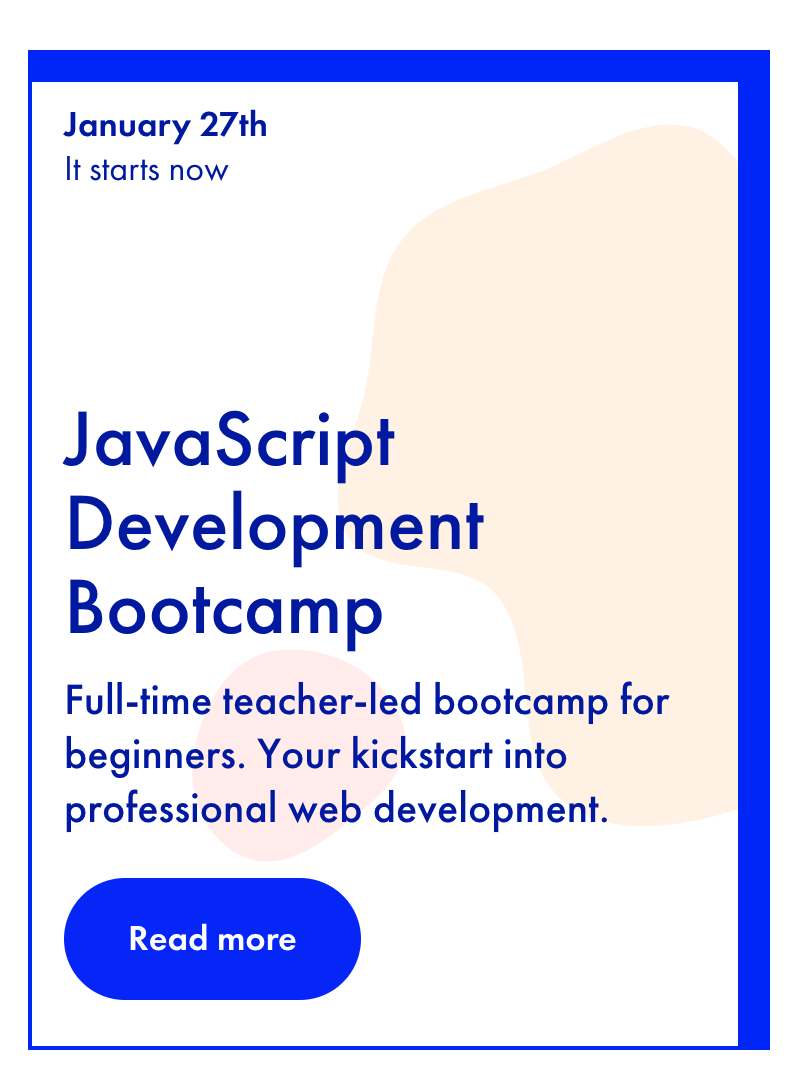 January 27th
It starts now
JavaScript
Development
Bootcamp
Full-time teacher-led bootcamp for
beginners. Your kickstart into
professional web development.
Read more